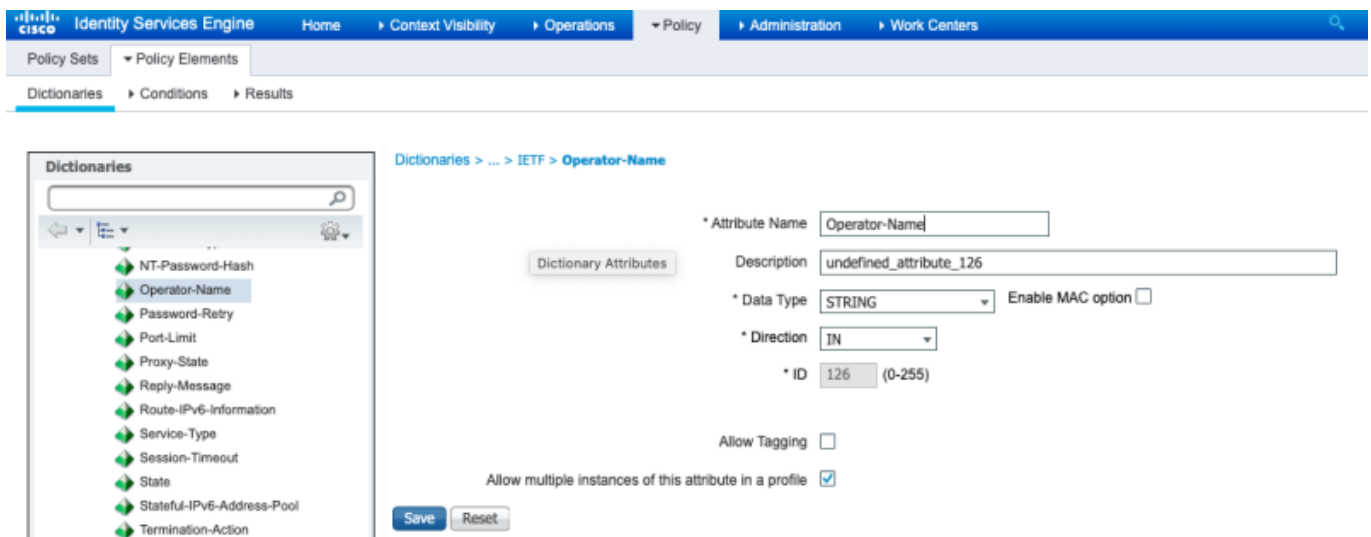 cisco Identity Services Engine Home Context Visibility Operations Policy Administration Work Centers
Policy Sets Policy Elements
Dictionaries Conditions Results
Dictionaries
Dictionaries > ... > IETF > Operator-Name
* Attribute Name Operator-Name
NT-Password-Hash
Dictionary Attributes
Description undefined_attribute_126
Operator-Name
* Data Type STRING Enable MAC option
Password-Retry
Port-Limit
* Direction IN
Proxy-State
* ID 126 (0-255)
Reply-Message
Route-IPv6-Information
Service-Type
Allow Tagging
Session-Timeout
State
Allow multiple instances of this attribute in a profile
Stateful-IPv6-Address-Pool
Save Reset
Termination-Action